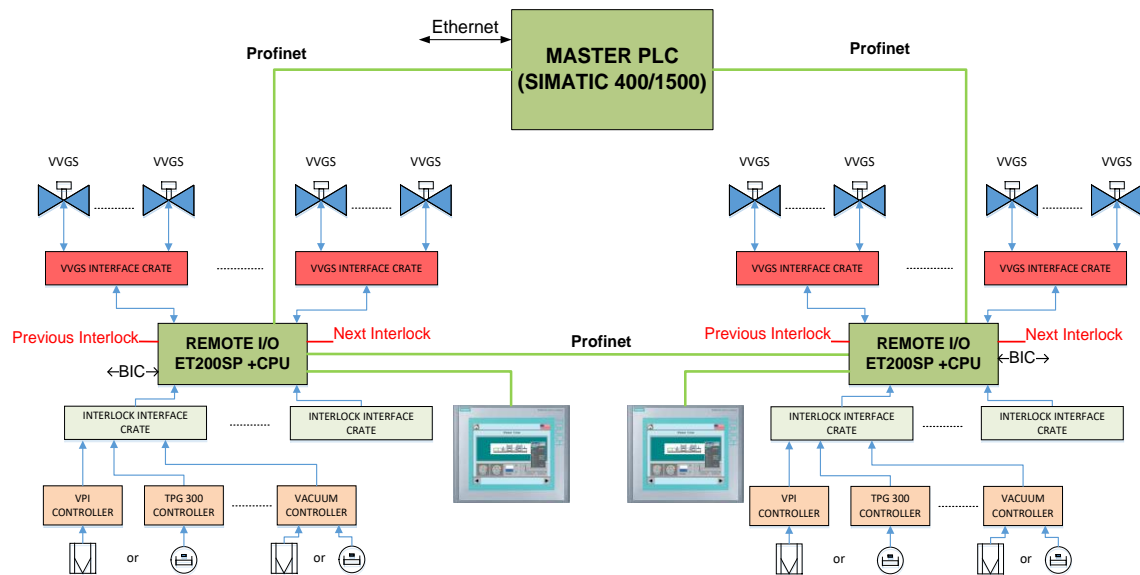 Ethernet
Profinet
MASTER PLC
(SIMATIC 400/1500)
Profinet
VVGS
VVGS
VVGS
VVGS
VVGS
VVGS
VVGS
VVGS
VVGS INTERFACE CRATE
VVGS INTERFACE CRATE
VVGS INTERFACE CRATE
VVGS INTERFACE CRATE
Previous Interlock
REMOTE I/O
ET200SP +CPU
Next Interlock
BIC
Profinet
Previous Interlock
REMOTE I/O
ET200SP +CPU
Next Interlock
BIC
INTERLOCK INTERFACE
CRATE
INTERLOCK INTERFACE
CRATE
INTERLOCK INTERFACE
CRATE
INTERLOCK INTERFACE
CRATE
VPI
CONTROLLER
TPG 300
CONTROLLER
VACUUM
CONTROLLER
VPI
CONTROLLER
TPG 300
CONTROLLER
VACUUM
CONTROLLER
or
or
or
or